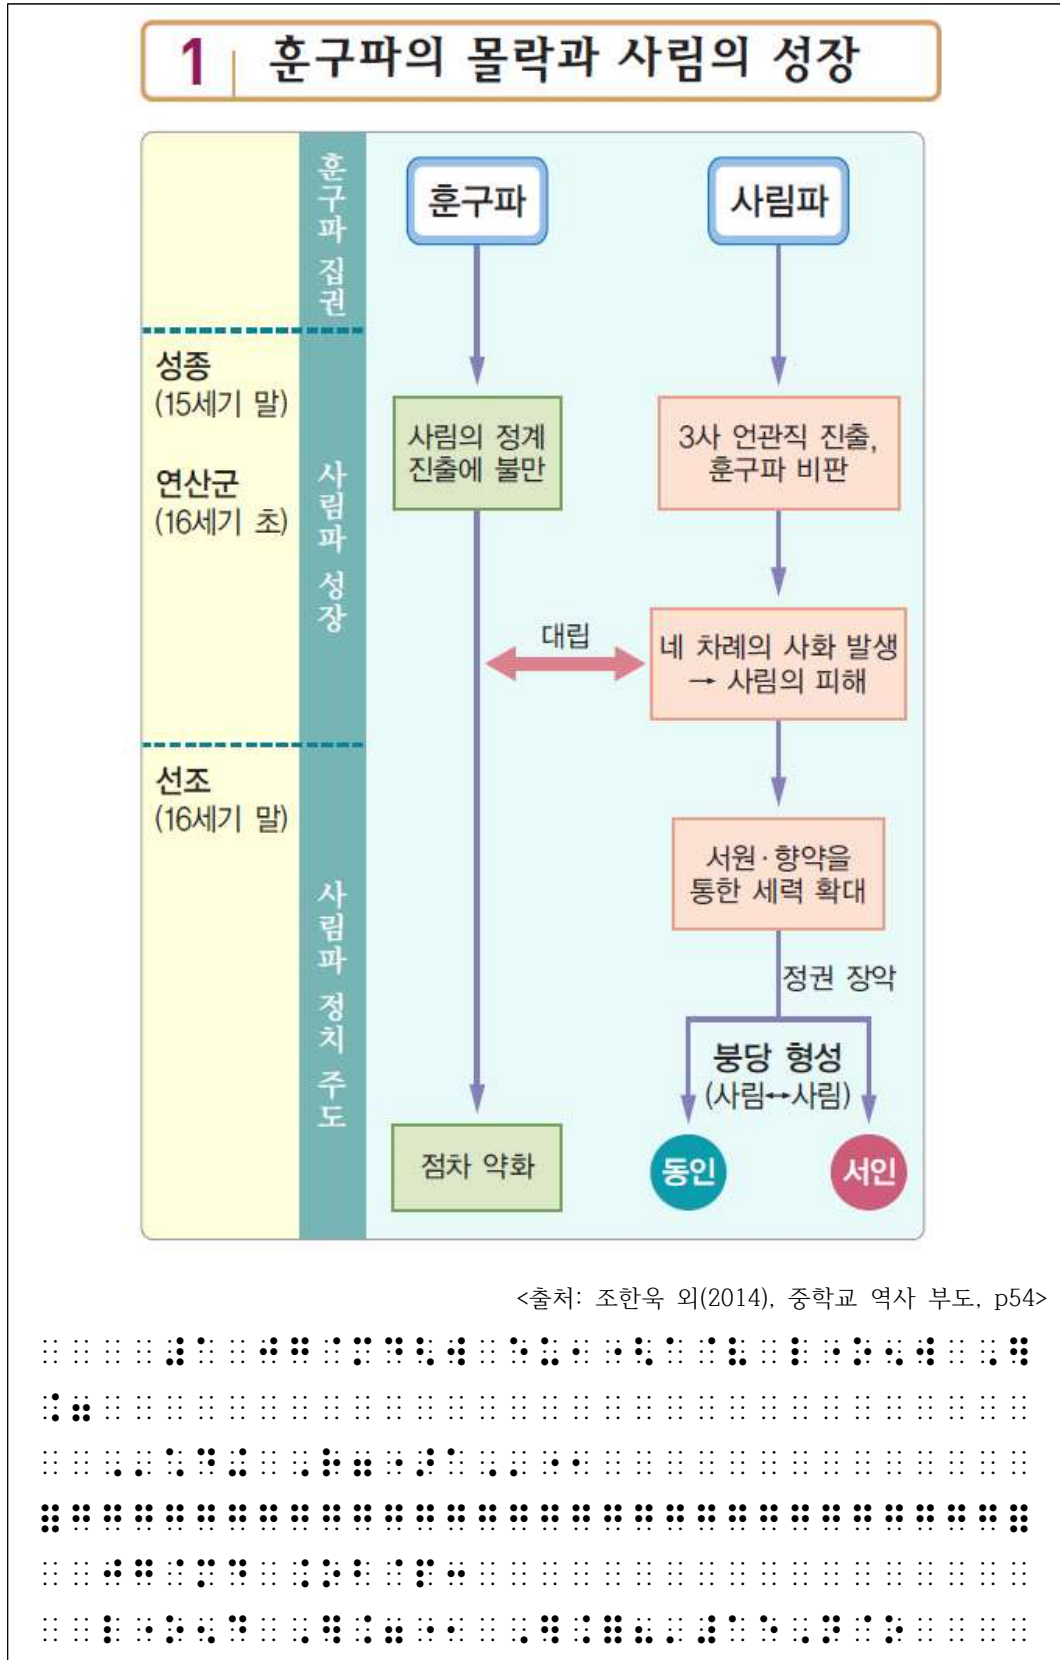 1 훈구파의 몰락과 사림의 성장
훈구파 집권
훈구파
사림파
성종
(15세기 말)
연산군
(16세기 초)
사림파 성장
사림의 정계
진출에 불만
3사 언관직 진출,
훈구파 비판
대립
네 차례의 사화 발생
→ 사림의 피해
선조
(16세기 말)
사림파 정치 주도
서원·향약을
통한 세력 확대
정권 장악
붕당 형성
(사림↔사림)
점차 약화
동인
서인
<출처: 조한욱 외(2014), 중학교 역사 부도, p54>